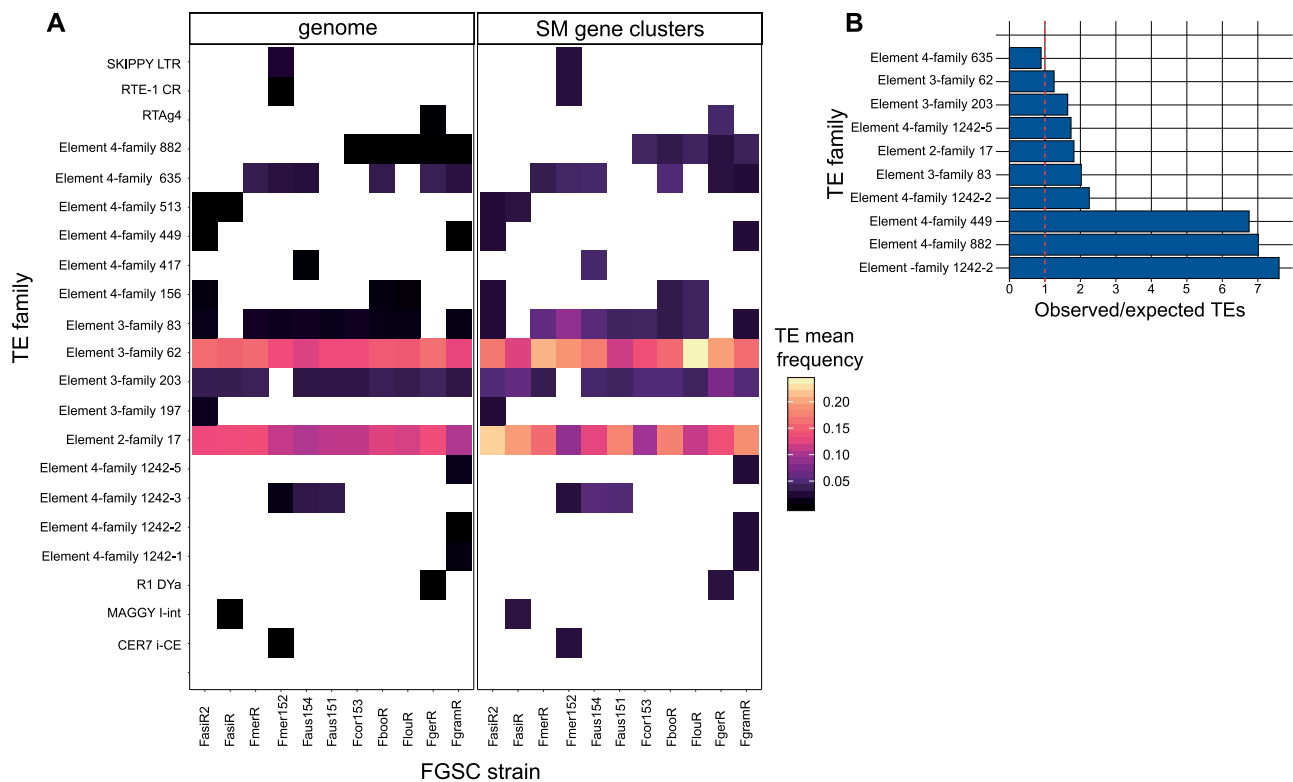 A
genome
SM gene clusters
TE family
SKIPPY LTR
RTE-1 CR
RTAg4
Element 4-family 882
Element 4-family 635
Element 4-family 513
Element 4-family 449
Element 4-family 417
Element 4-family 156
Element 3-family 83
Element 3-family 62
Element 3-family 203
Element 3-family 197
Element 2-family 17
Element 4-family 1242-5
Element 4-family 1242-3
Element 4-family 1242-2
Element 4-family 1242-1
R1 DYa
MAGGY I-int
CER7 i-CE
FasiR2
FasiR
FmerR
Fmer152
Faus154
Faus151
Fcor153
FbooR
FlouR
FgerR
FgramR
FasiR2
FasiR
FmerR
Fmer152
Faus154
Faus151
Fcor153
FbooR
FlouR
FgerR
FgramR
FGSC strain
TE mean
frequency
0.20
0.15
0.10
0.05
B
TE family
Element 4-family 635
Element 3-family 62
Element 3-family 203
Element 4-family 1242-5
Element 2-family 17
Element 3-family 83
Element 4-family 1242-2
Element 4-family 449
Element 4-family 882
Element -family 1242-2
0 1 2 3 4 5 6 7
Observed/expected TEs